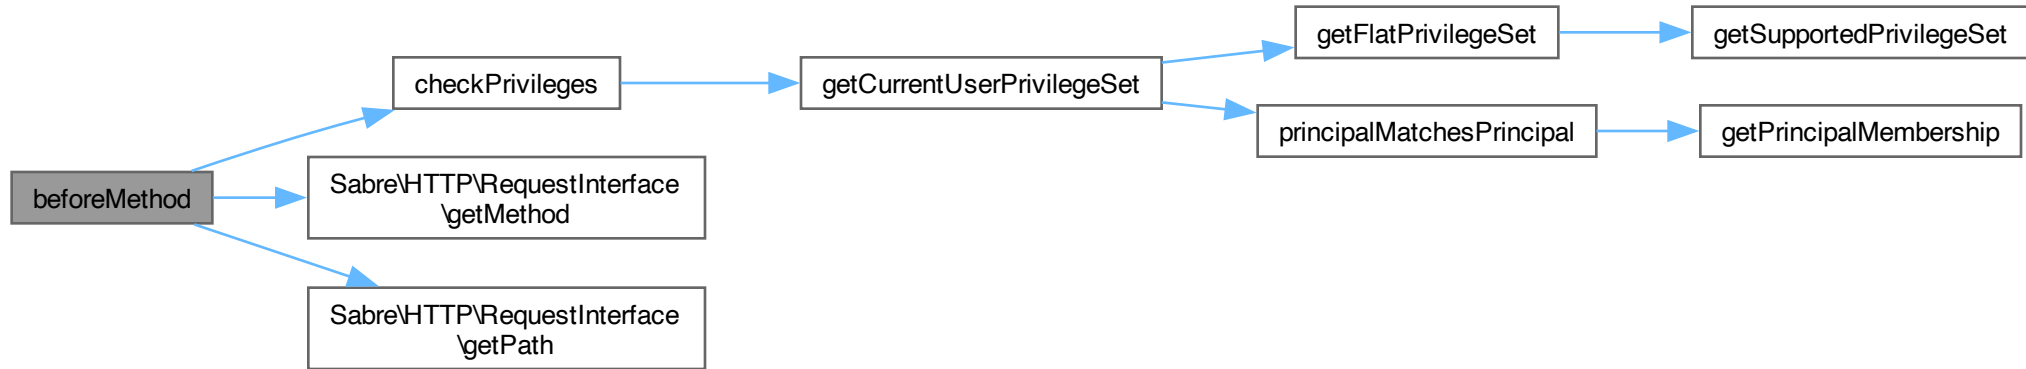 beforeMethod
checkPrivileges
Sabre\HTTP\RequestInterface
\getMethod
Sabre\HTTP\RequestInterface
\getPath
getCurrentUserPrivilegeSet
getFlatPrivilegeSet
principalMatchesPrincipal
getSupportedPrivilegeSet
getPrincipalMembership